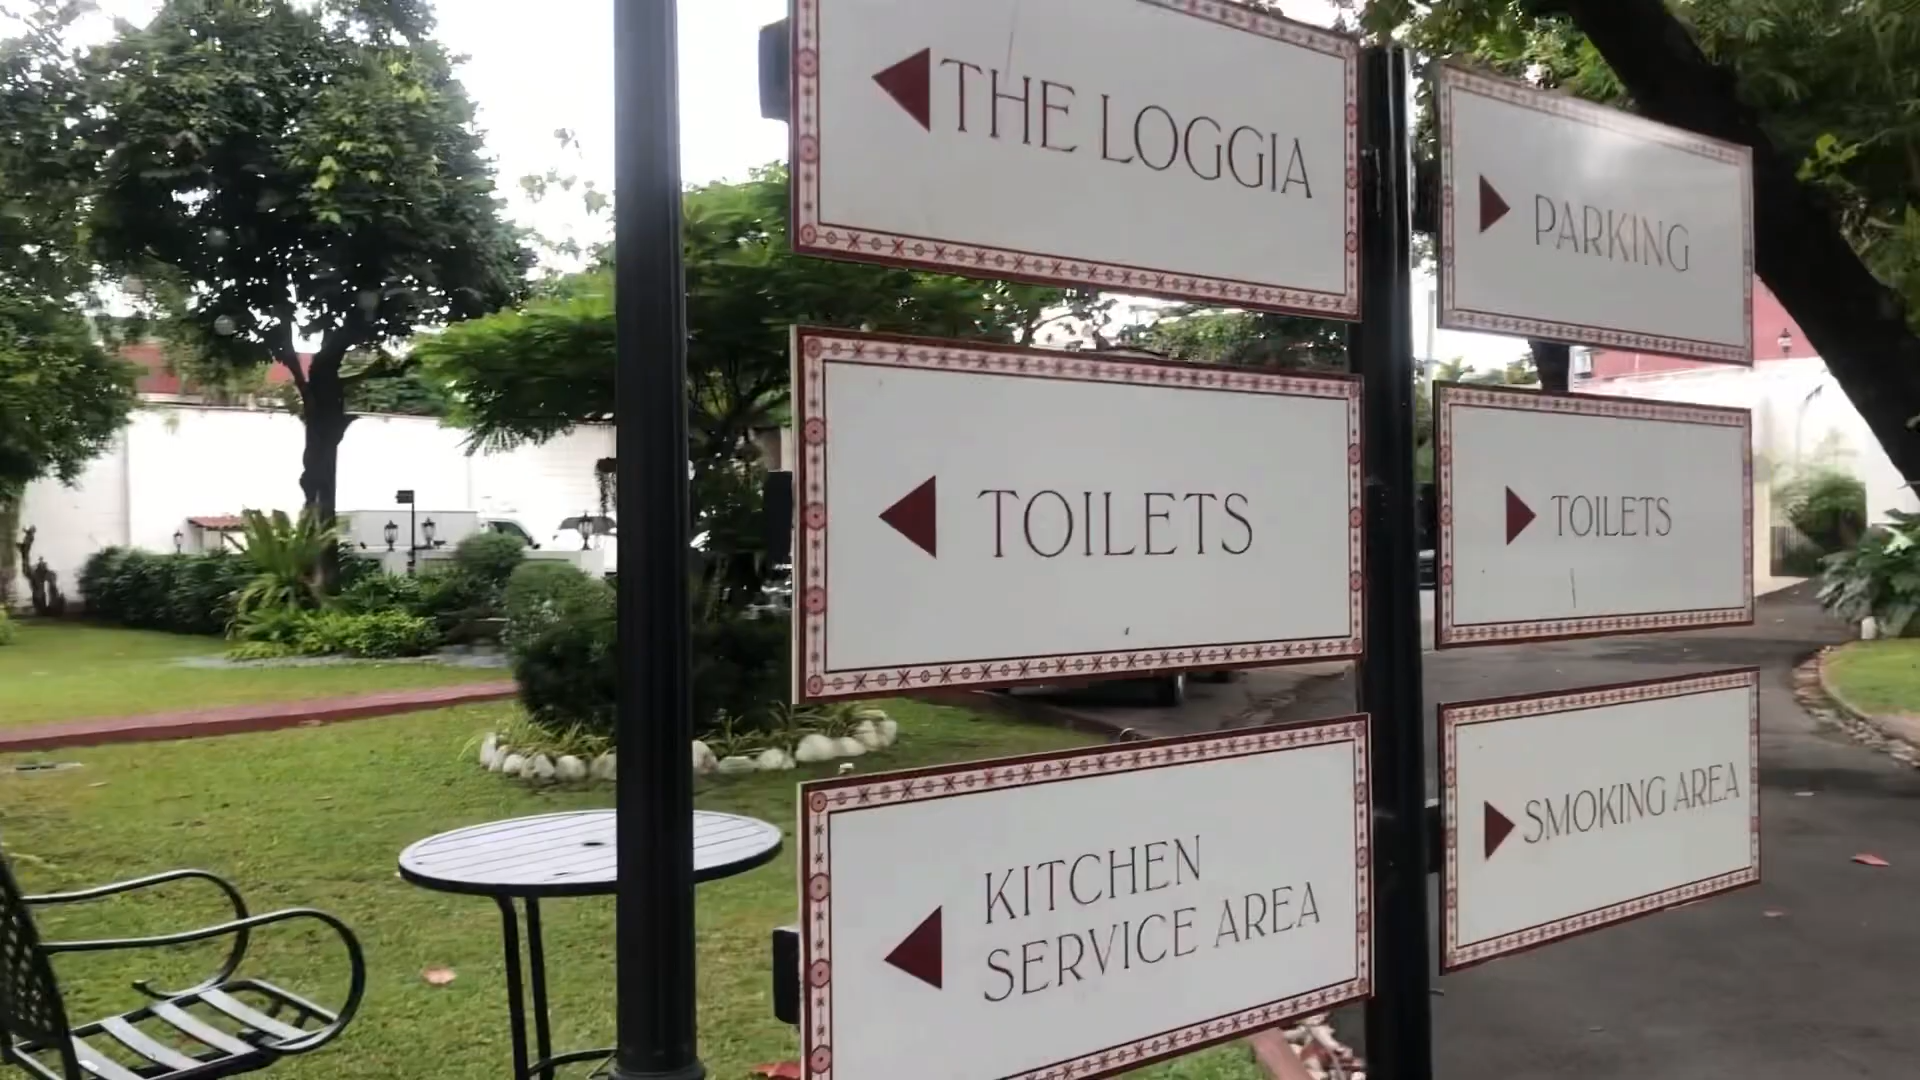 THE LOGGIA
TOILETS
KITCHEN
SERVICE AREA
PARKING
TOILETS
SMOKING AREA